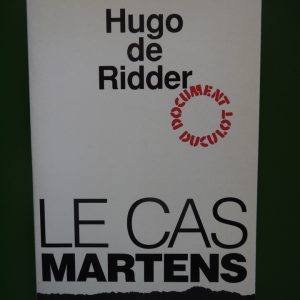 Hugo
de
Ridder
DOCUMENT
DUCULOT
LE CAS
MARTENS